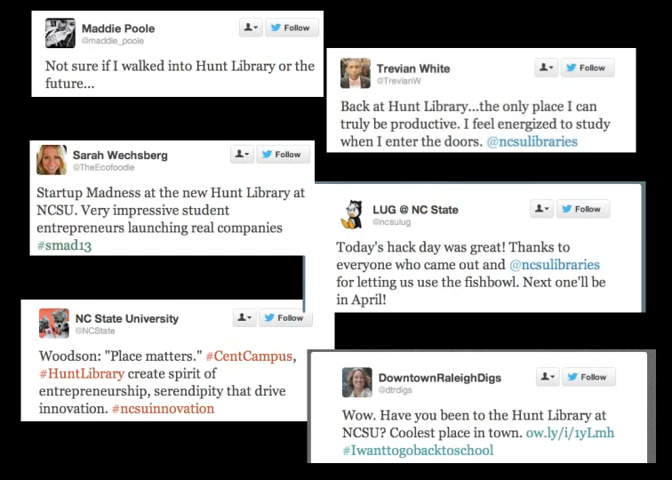 Maddie Poole
@maddie_poole
Follow
Not sure if I walked into Hunt Library or the
future...
Trevian White
@TrevianW
Follow
Back at Hunt Library...the only place I can
truly be productive. I feel energized to study
when I enter the doors. @ncsulibraries
Sarah Wechsberg
@TheEcofoodie
Follow
Startup Madness at the new Hunt Library at
NCSU. Very impressive student
entrepreneurs launching real companies
#smad13
LUG @ NC State
@ncsulug
Follow
Today's hack day was great! Thanks to
everyone who came out and @ncsulibraries
for letting us use the fishbowl. Next one'll be
in April!
NC State University
@NCState
Follow
Woodson: "Place matters." #CentCampus,
#HuntLibrary create spirit of
entrepreneurship, serendipity that drive
innovation. #ncsuinnovation
DowntownRaleighDigs
@dtrdigs
Follow
Wow. Have you been to the Hunt Library at
NCSU? Coolest place in town. ow.ly/i/1yLmh
#Iwanttogobacktoschool